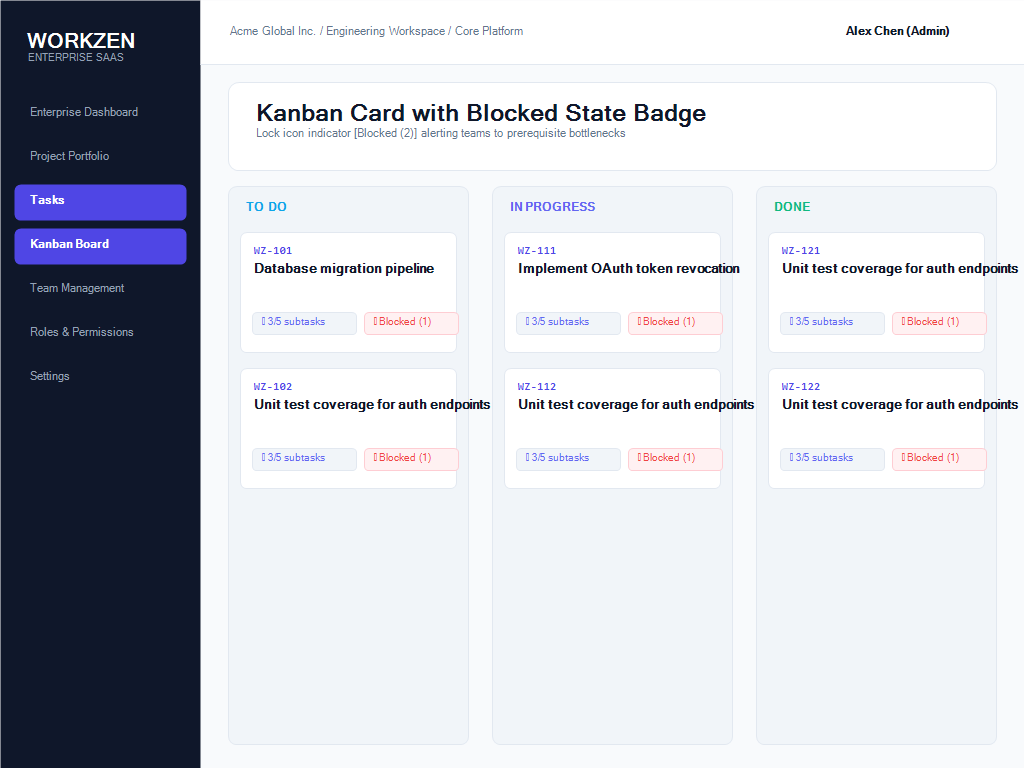 WORKZEN
ENTERPRISE SAAS
Enterprise Dashboard
Project Portfolio
Tasks
Kanban Board
Team Management
Roles & Permissions
Settings
Acme Global Inc. / Engineering Workspace / Core Platform
Alex Chen (Admin)
Kanban Card with Blocked State Badge
Lock icon indicator [Blocked (2)] alerting teams to prerequisite bottlenecks
TO DO
WZ-101
Database migration pipeline
3/5 subtasks
Blocked (1)
WZ-102
Unit test coverage for auth endpoints
3/5 subtasks
Blocked (1)
IN PROGRESS
WZ-111
Implement OAuth token revocation
3/5 subtasks
Blocked (1)
WZ-112
Unit test coverage for auth endpoints
3/5 subtasks
Blocked (1)
DONE
WZ-121
Unit test coverage for auth endpoints
3/5 subtasks
Blocked (1)
WZ-122
Unit test coverage for auth endpoints
3/5 subtasks
Blocked (1)